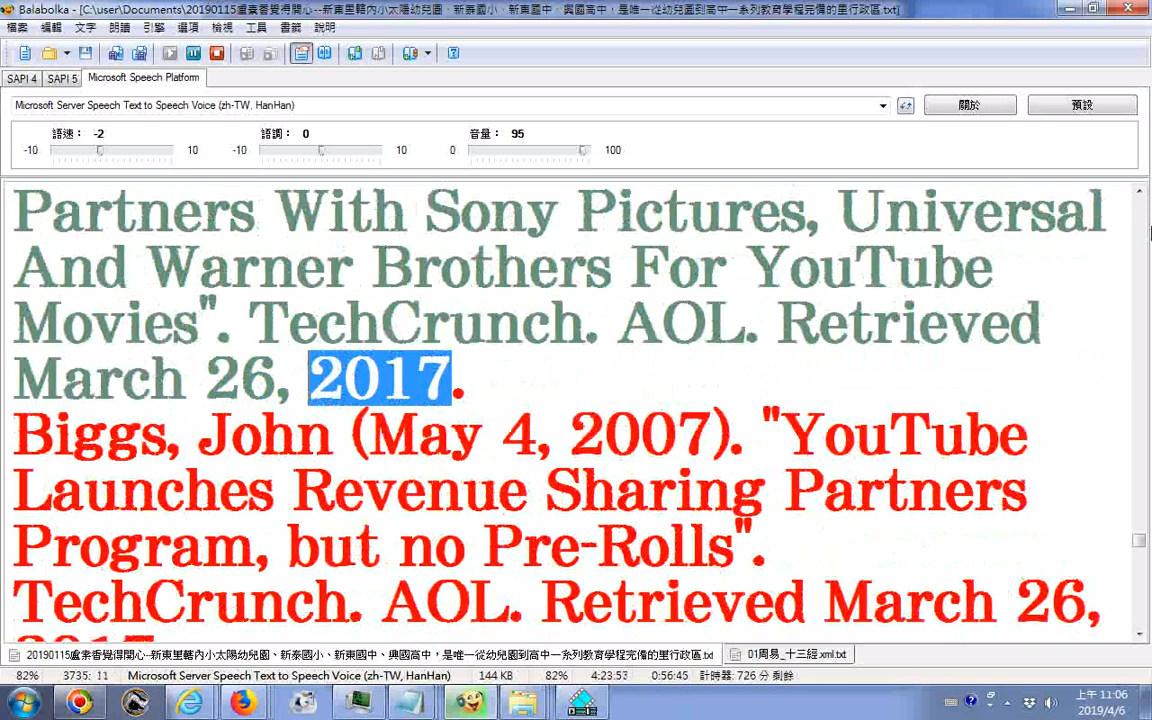 Balabolka - [C:\user\Documents\20190115盧素香覺得開心--新東里轄內小太陽幼兒園、新泰國小、新東國中、興國高中，是唯一從幼兒園到高中一系列教育學程完備的里行政區.txt]
檔案 編輯 文字 朗讀 引擎 選項 檢視 工具 書籤 說明
SAPI 4 SAPI 5 Microsoft Speech Platform
Microsoft Server Speech Text to Speech Voice (zh-TW, HanHan) 關於 預設
語速： -2 語調： 0 音量： 95
-10 10 -10 10 0 100
Partners With Sony Pictures, Universal
And Warner Brothers For YouTube
Movies". TechCrunch. AOL. Retrieved
March 26, 2017.
Biggs, John (May 4, 2007). "YouTube
Launches Revenue Sharing Partners
Program, but no Pre-Rolls".
TechCrunch. AOL. Retrieved March 26,
20190115盧素香覺得開心--新東里轄內小太陽幼兒園、新泰國小、新東國中、興國高中，是唯一從幼兒園到高中一系列教育學程完備的里行政區.txt 01周易_十三經.xml.txt
82% 3735: 11 Microsoft Server Speech Text to Speech Voice (zh-TW, HanHan) 144 KB 82% 4:23:53 0:56:45 計時器: 726 分 剩餘
上午 11:06
2019/4/6